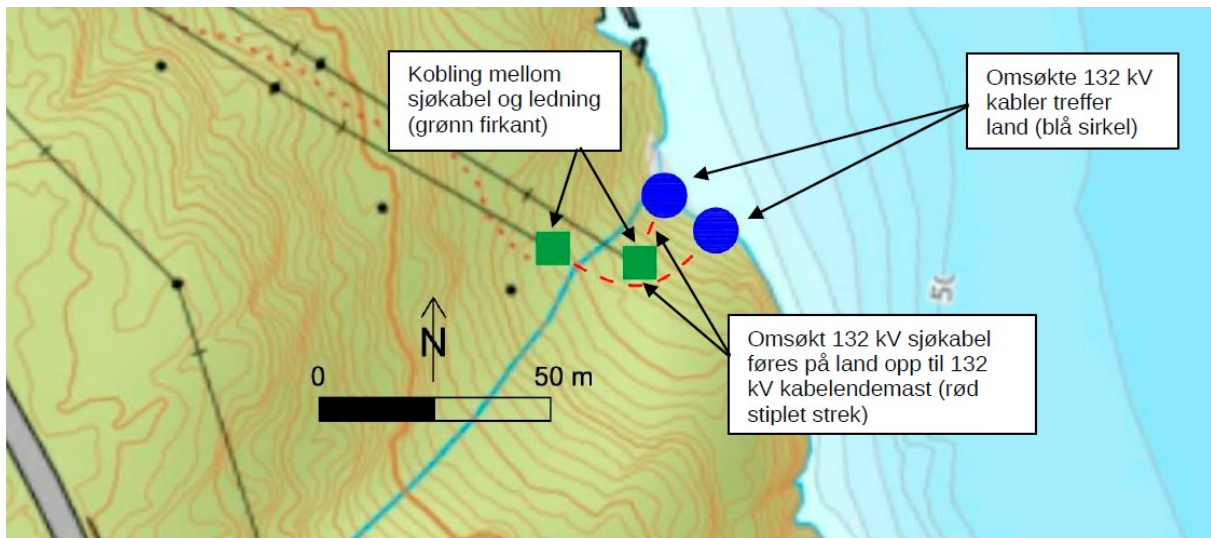 Kobling mellom
sjøkabel og ledning
(grønn firkant)
Omsøkte 132 kV
kabler treffer
land (blå sirkel)
Omsøkt 132 kV sjøkabel
føres på land opp til 132
kV kabelendemast (rød
stiplet strek)
N
0
50 m